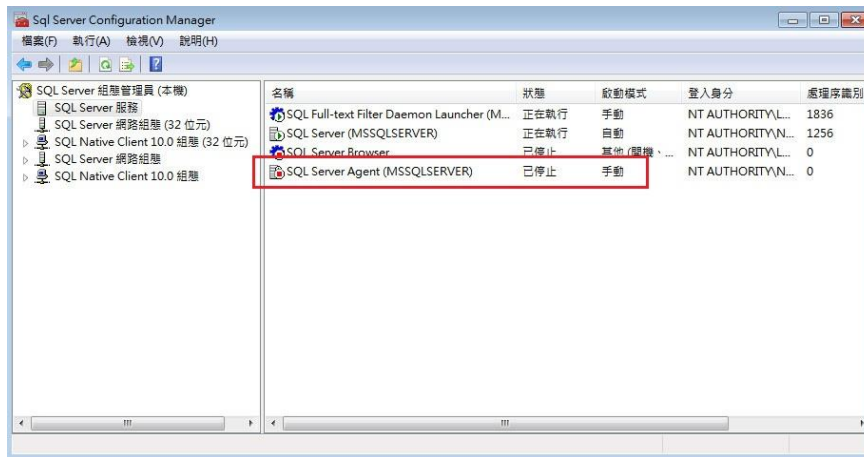 Sql Server Configuration Manager
檔案(F) 執行(A) 檢視(V) 說明(H)
SQL Server 組態管理員 (本機)
SQL Server 服務
SQL Server 網路組態 (32 位元)
SQL Native Client 10.0 組態 (32 位元)
SQL Server 網路組態
SQL Native Client 10.0 組態
名稱 狀態 啟動模式 登入身分 處理序識別
SQL Full-text Filter Daemon Launcher (M... 正在執行 手動 NT AUTHORITY\L... 1836
SQL Server (MSSQLSERVER) 正在執行 自動 NT AUTHORITY\N... 1256
SQL Server Browser 已停止 其他 (開機、... NT AUTHORITY\L... 0
SQL Server Agent (MSSQLSERVER) 已停止 手動 NT AUTHORITY\N... 0